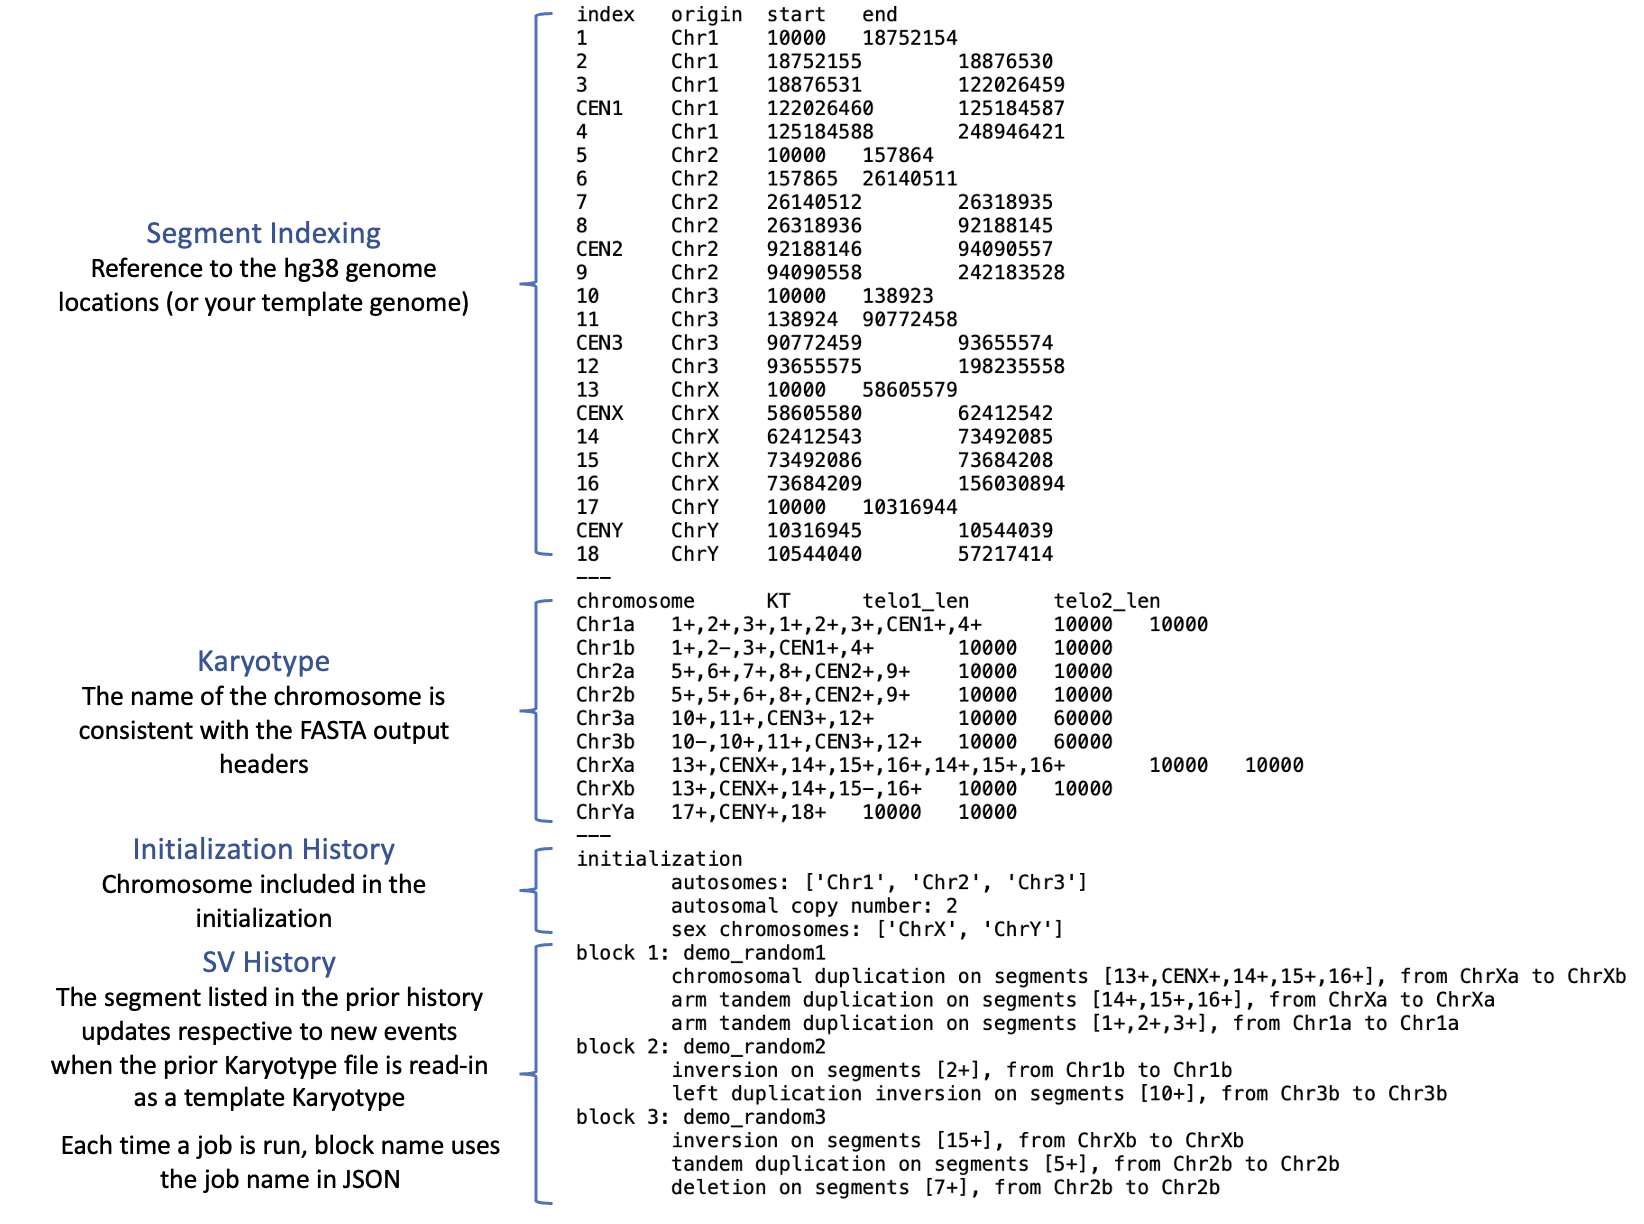 Segment Indexing
Reference to the hg38 genome
locations (or your template genome)
index origin start end
1 Chr1 10000 18752154
2 Chr1 18752155 18876530
3 Chr1 18876531 122026459
CEN1 Chr1 122026460 125184587
4 Chr1 125184588 248946421
5 Chr2 10000 157864
6 Chr2 157865 26140511
7 Chr2 26140512 26318935
8 Chr2 26318936 92188145
CEN2 Chr2 92188146 94090557
9 Chr2 94090558 242183528
10 Chr3 10000 138923
11 Chr3 138924 90772458
CEN3 Chr3 90772459 93655574
12 Chr3 93655575 198235558
13 ChrX 10000 58605579
CENX ChrX 58605580 62412542
14 ChrX 62412543 73492085
15 ChrX 73492086 73684208
16 ChrX 73684209 156030894
17 ChrY 10000 10316944
CENY ChrY 10316945 10544039
18 ChrY 10544040 57217414
---
Karyotype
The name of the chromosome is
consistent with the FASTA output
headers
chromosome KT telo1_len telo2_len
Chr1a 1+,2+,3+,1+,2+,3+,CEN1+,4+ 10000 10000
Chr1b 1+,2-,3+,CEN1+,4+ 10000 10000
Chr2a 5+,6+,7+,8+,CEN2+,9+ 10000 10000
Chr2b 5+,5+,6+,8+,CEN2+,9+ 10000 10000
Chr3a 10+,11+,CEN3+,12+ 10000 60000
Chr3b 10-,10+,11+,CEN3+,12+ 10000 60000
ChrXa 13+,CENX+,14+,15+,16+,14+,15+,16+ 10000 10000
ChrXb 13+,CENX+,14+,15-,16+ 10000 10000
ChrYa 17+,CENY+,18+ 10000 10000
---
Initialization History
Chromosome included in the
initialization
initialization
autosomes: ['Chr1', 'Chr2', 'Chr3']
autosomal copy number: 2
sex chromosomes: ['ChrX', 'ChrY']
SV History
The segment listed in the prior history
updates respective to new events
when the prior Karyotype file is read-in
as a template Karyotype
Each time a job is run, block name uses
the job name in JSON
block 1: demo_random1
chromosomal duplication on segments [13+,CENX+,14+,15+,16+], from ChrXa to ChrXb
arm tandem duplication on segments [14+,15+,16+], from ChrXa to ChrXa
arm tandem duplication on segments [1+,2+,3+], from Chr1a to Chr1a
block 2: demo_random2
inversion on segments [2+], from Chr1b to Chr1b
left duplication inversion on segments [10+], from Chr3b to Chr3b
block 3: demo_random3
inversion on segments [15+], from ChrXb to ChrXb
tandem duplication on segments [5+], from Chr2b to Chr2b
deletion on segments [7+], from Chr2b to Chr2b